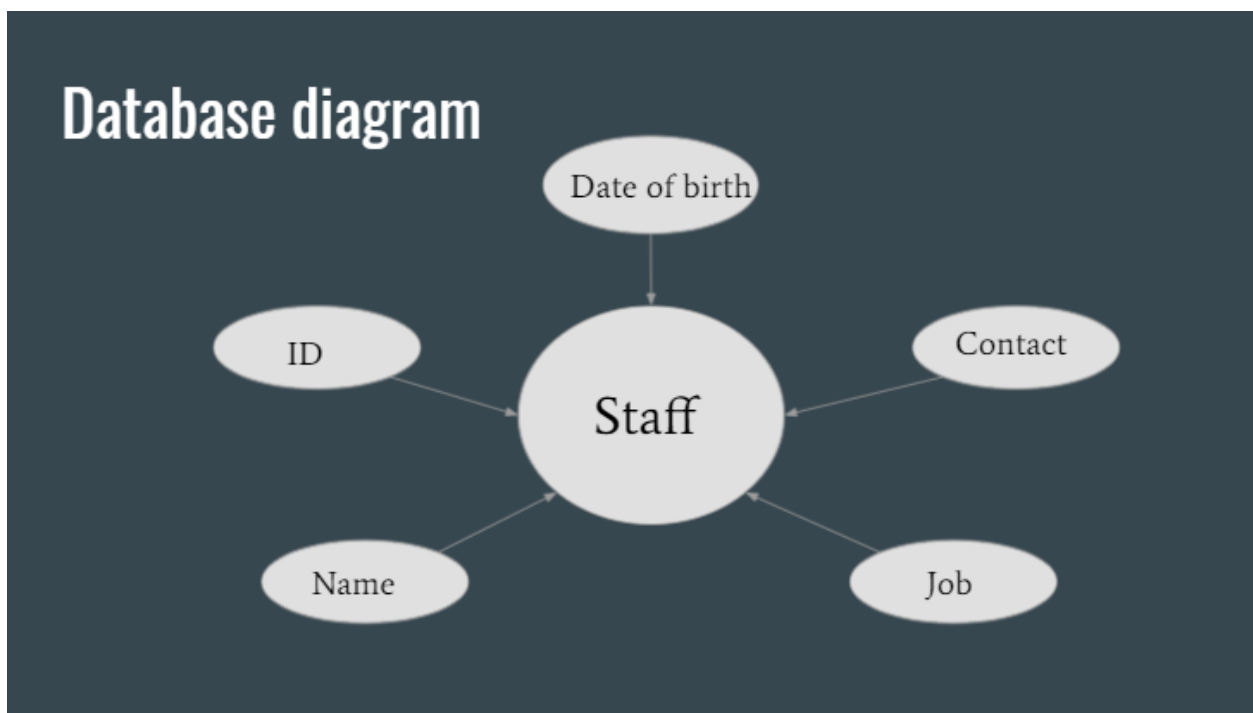 Database diagram
Date of birth
ID
Contact
Staff
Name
Job